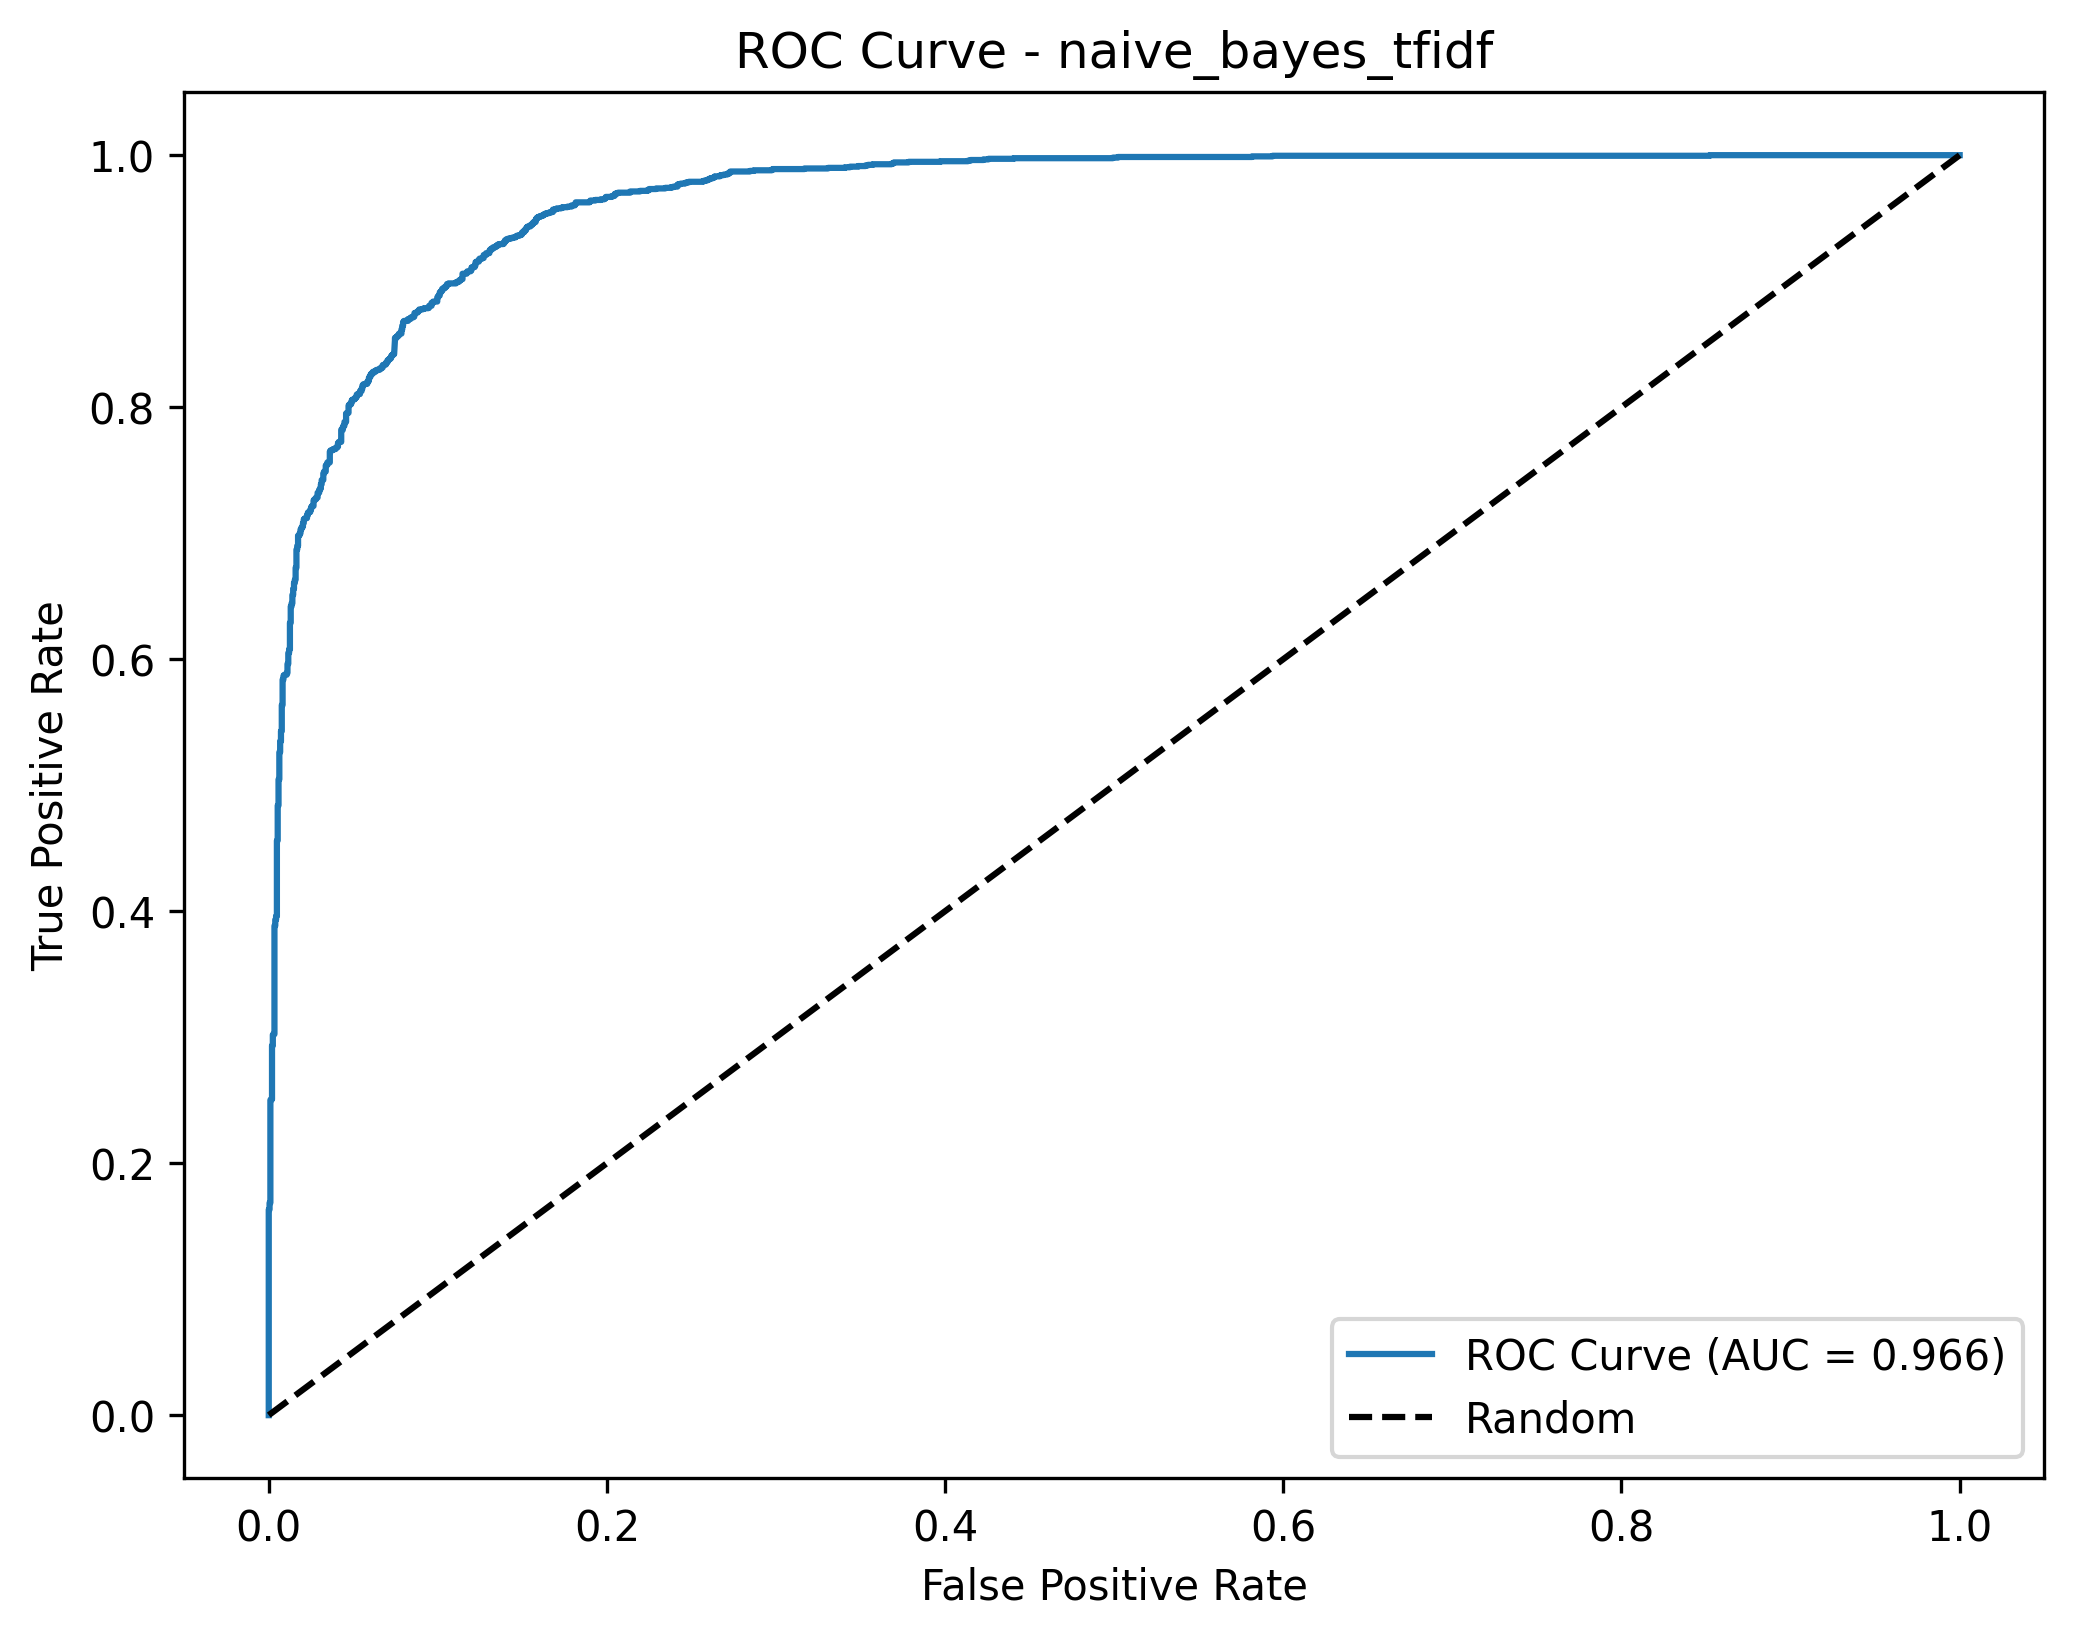 ROC Curve - naive_bayes_tfidf
1.0
0.8
0.6
0.4
0.2
0.0
True Positive Rate
ROC Curve (AUC = 0.966)
Random
0.0 0.2 0.4 0.6 0.8 1.0
False Positive Rate